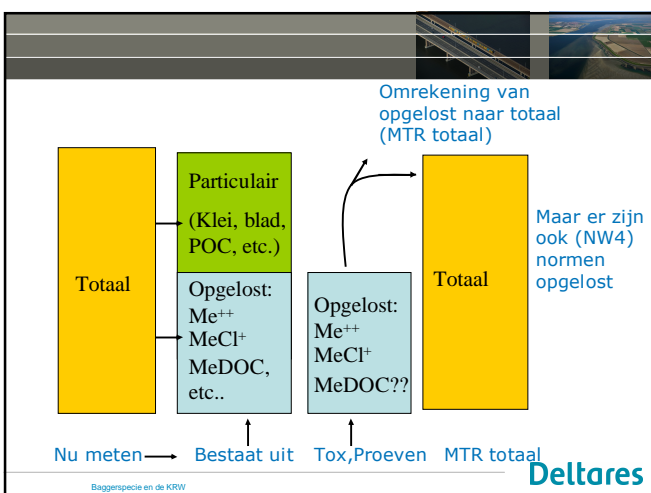 Omrekening van
opgelost naar totaal
(MTR totaal)
Totaal
Particulair
(Klei, blad,
POC, etc.)
Opgelost:
Me++
MeCl+
MeDOC,
etc..
Opgelost:
Me++
MeCl+
MeDOC??
Totaal
Maar er zijn
ook (NW4)
normen
opgelost
Nu meten Bestaat uit Tox,Proeven MTR totaal
Baggerspecie en de KRW
Deltares